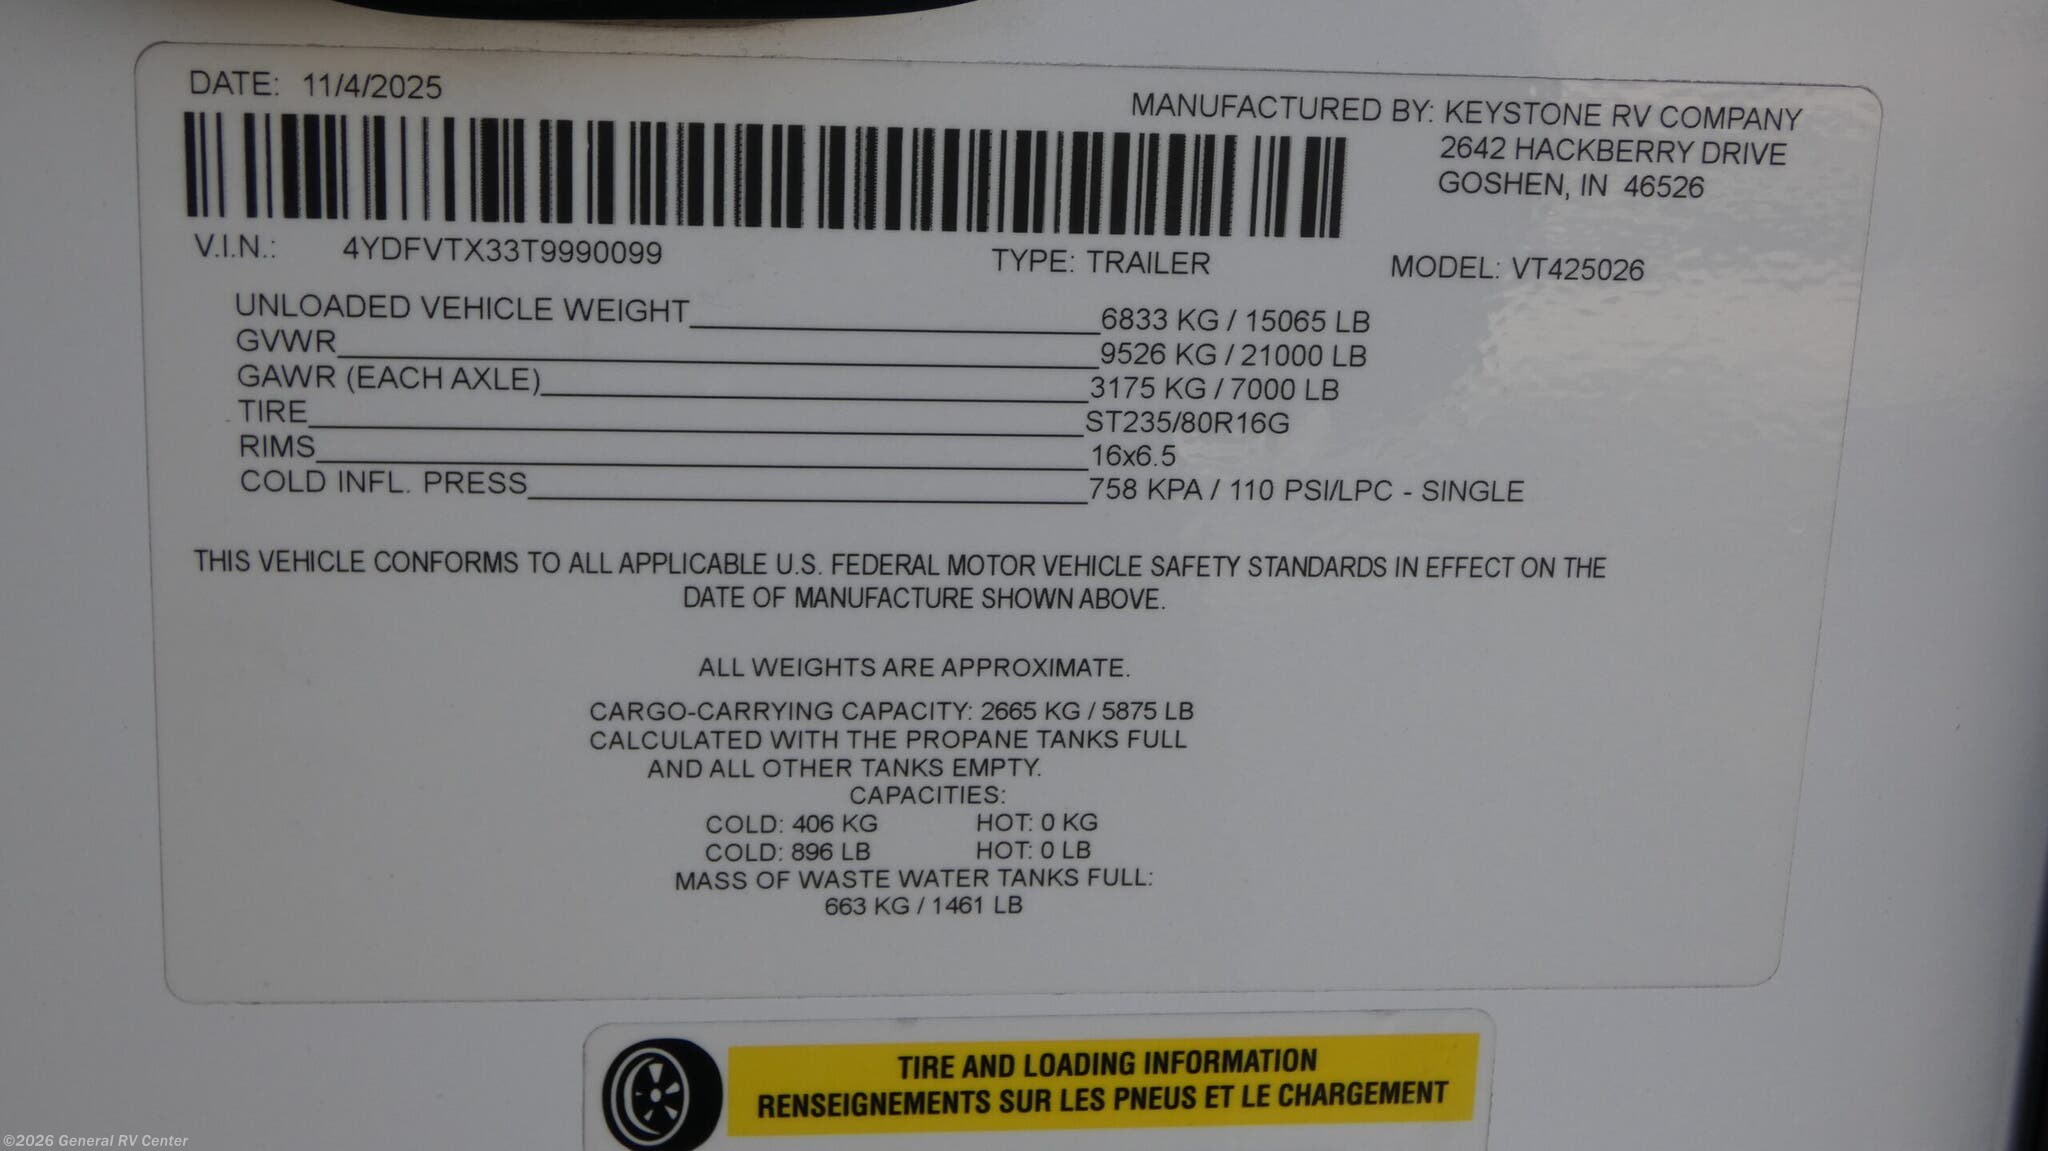 DATE: 11/4/2025
MANUFACTURED BY: KEYSTONE RV COMPANY
2642 HACKBERRY DRIVE
GOSHEN, IN 46526
V.I.N.: 4YDFVTX33T9990099 TYPE: TRAILER MODEL: VT425026
UNLOADED VEHICLE WEIGHT 6833 KG / 15065 LB
GVWR 9526 KG / 21000 LB
GAWR (EACH AXLE) 3175 KG / 7000 LB
TIRE ST235/80R16G
RIMS 16x6.5
COLD INFL. PRESS 758 KPA / 110 PSI/LPC - SINGLE
THIS VEHICLE CONFORMS TO ALL APPLICABLE U.S. FEDERAL MOTOR VEHICLE SAFETY STANDARDS IN EFFECT ON THE
DATE OF MANUFACTURE SHOWN ABOVE.
ALL WEIGHTS ARE APPROXIMATE.
CARGO-CARRYING CAPACITY: 2665 KG / 5875 LB
CALCULATED WITH THE PROPANE TANKS FULL
AND ALL OTHER TANKS EMPTY.
CAPACITIES:
COLD: 406 KG HOT: 0 KG
COLD: 896 LB HOT: 0 LB
MASS OF WASTE WATER TANKS FULL:
663 KG / 1461 LB
TIRE AND LOADING INFORMATION
RENSEIGNEMENTS SUR LES PNEUS ET LE CHARGEMENT
©2026 General RV Center